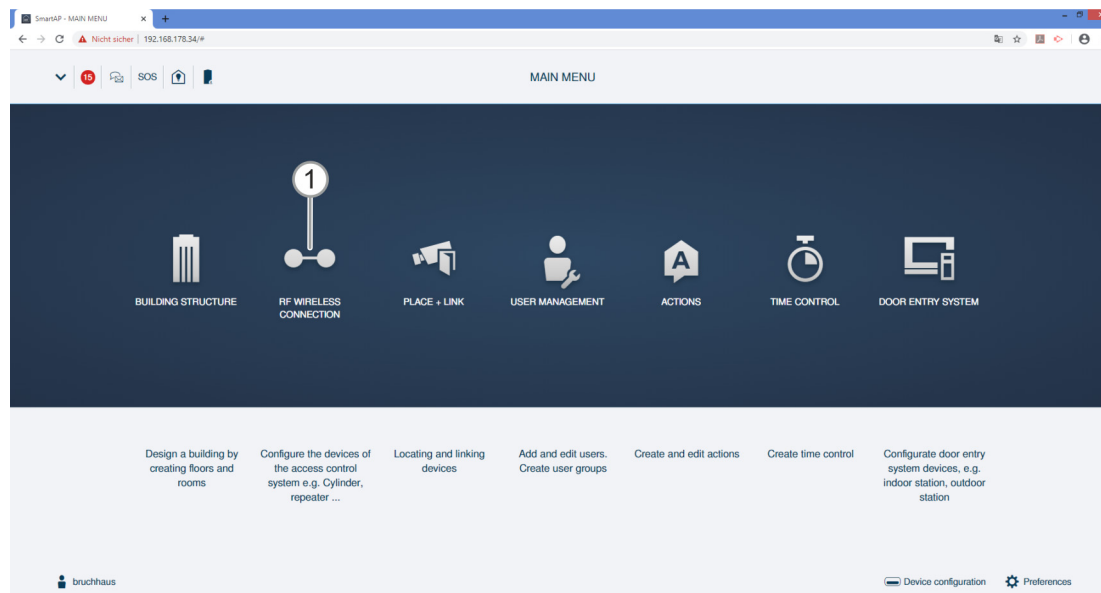 SmartAP - MAIN MENU
Nicht sicher | 192.168.178.34/#
15
SOS
MAIN MENU
1
BUILDING STRUCTURE
RF WIRELESS
CONNECTION
PLACE + LINK
USER MANAGEMENT
A
ACTIONS
TIME CONTROL
DOOR ENTRY SYSTEM
Design a building by
creating floors and
rooms
Configure the devices of
the access control
system e.g. Cylinder,
repeater ...
Locating and linking
devices
Add and edit users.
Create user groups
Create and edit actions
Create time control
Configurate door entry
system devices, e.g.
indoor station, outdoor
station
bruchhaus
Device configuration
Preferences